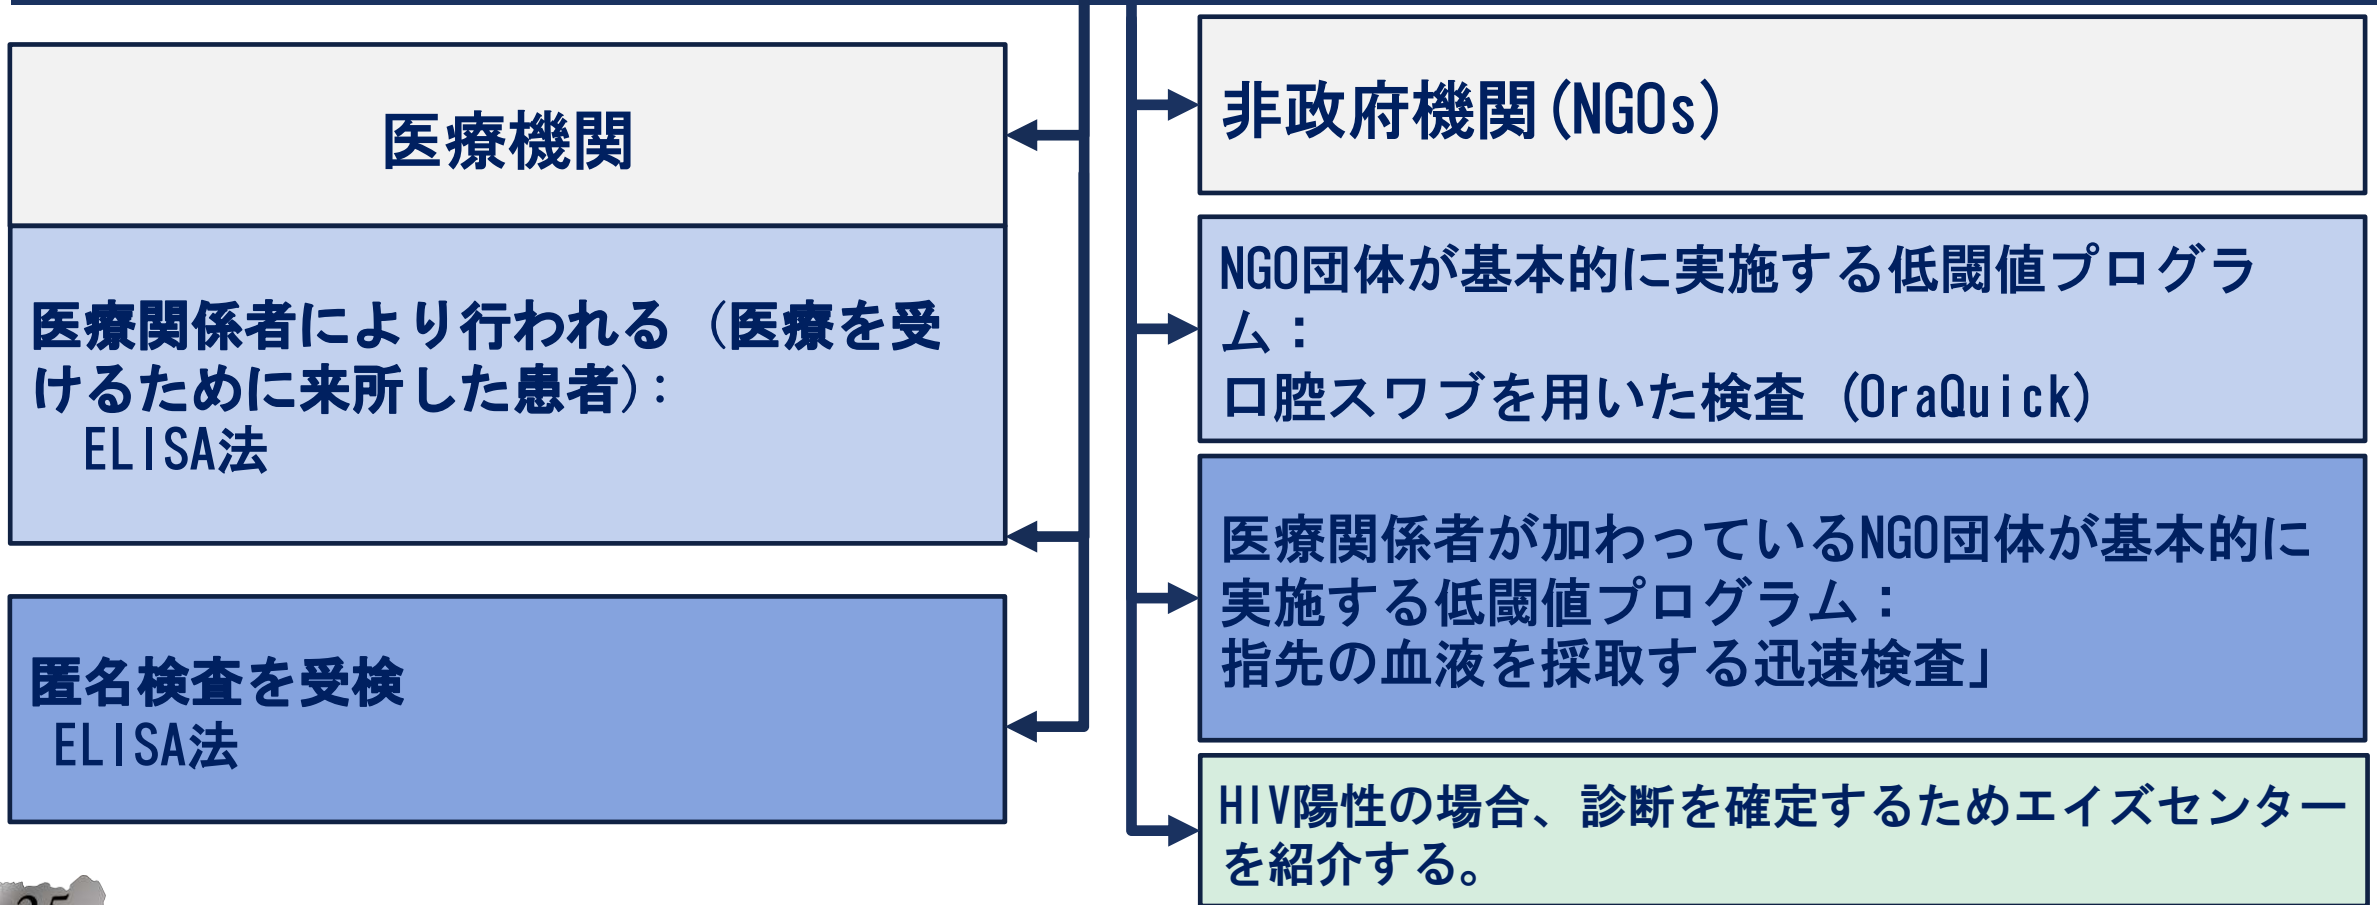 医療機関
医療関係者により行われる（医療を受
けるために来所した患者）：
ELISA法
匿名検査を受検
ELISA法
非政府機関(NGOs)
NGO団体が基本的に実施する低閾値プログラ
ム：
口腔スワブを用いた検査 (OraQuick)
医療関係者が加わっているNGO団体が基本的に
実施する低閾値プログラム：
指先の血液を採取する迅速検査」
HIV陽性の場合、診断を確定するためエイズセンター
を紹介する。